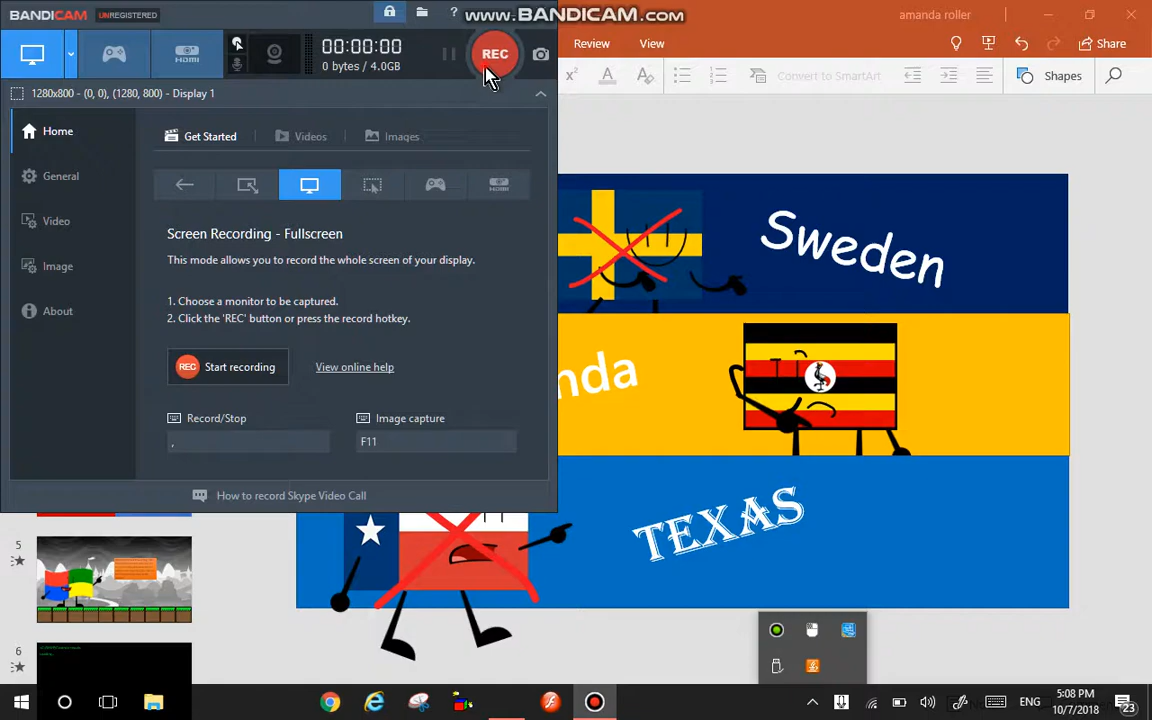 BANDICAM UNREGISTERED
?
www.BANDICAM.com
amanda roller
HDMI
00:00:00
0 bytes / 4.0GB
REC
Review View
Share
Convert to SmartArt
Shapes
1280x800 - (0, 0), (1280, 800) - Display 1
Home
General
Video
Image
About
Get Started Videos Images
HDMI
Screen Recording - Fullscreen
This mode allows you to record the whole screen of your display.
1. Choose a monitor to be captured.
2. Click the 'REC' button or press the record hotkey.
REC Start recording
View online help
Record/Stop
,
Image capture
F11
How to record Skype Video Call
Sweden
nda
TEXAS
5
6
ENG
5:08 PM
10/7/2018
23